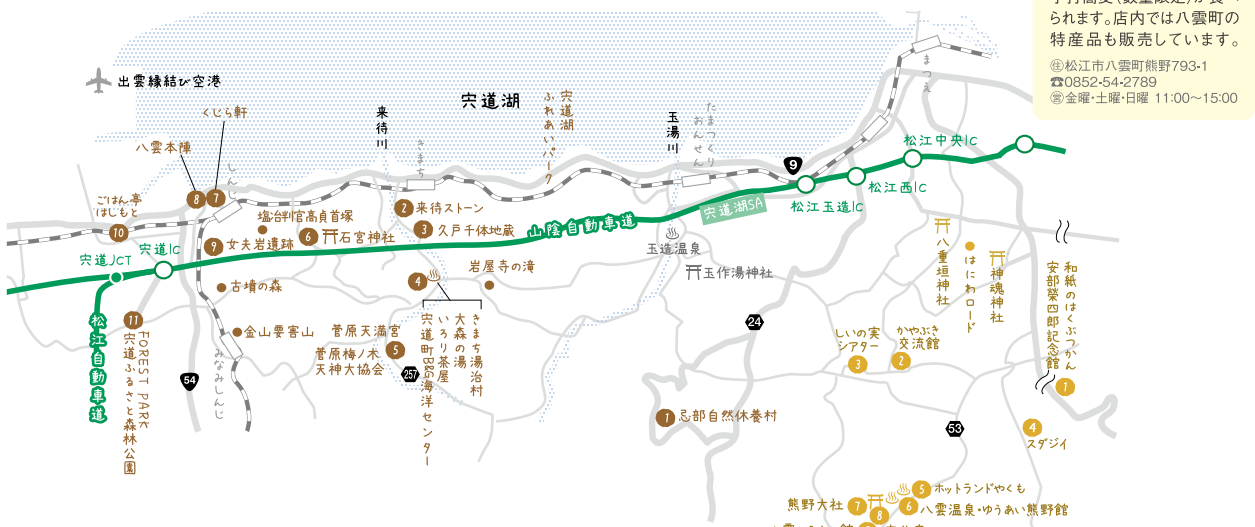 られます。店内では八雲町の
特産品も販売しています。
㊟松江市八雲町熊野793-1
☎0852-54-2789
㊡金曜・土曜・日曜 11:00〜15:00
出雲縁結び空港
宍道湖
くじら軒
八雲本陣
来待川
宍道湖
ふれあいパーク
玉湯川
たまつくり
おんせん
まつえ
しんじ
きまち
8
7
ごはん亭
はじもと
10
塩治判官高貞首塚
9
女夫岩遺跡
6
石宮神社
2
来待ストーン
3
久戸千体地蔵
山陰自動車道
宍道湖SA
9
松江玉造IC
松江西IC
松江中央IC
宍道JCT
宍道IC
松江自動車道
古墳の森
金山要害山
11
FOREST PARK
宍道ふるさと森林公園
54
みなみしんじ
菅原天満宮
菅原梅ノ木
天神大協会
5
257
4
岩屋寺の滝
きまち湯治村
大森の湯
いろり茶屋
宍道町B&G海洋センター
玉造温泉
玉作湯神社
24
1
忌部自然休養村
八重垣神社
はにわロード
神魂神社
和紙のはくぶつかん
安部榮四郎記念館
1
しいの実
シアター
3
かやぶき
交流館
2
53
4
スダジイ
5
ホットランドやくも
熊野大社
7
8
6
八雲温泉・ゆうあい熊野館